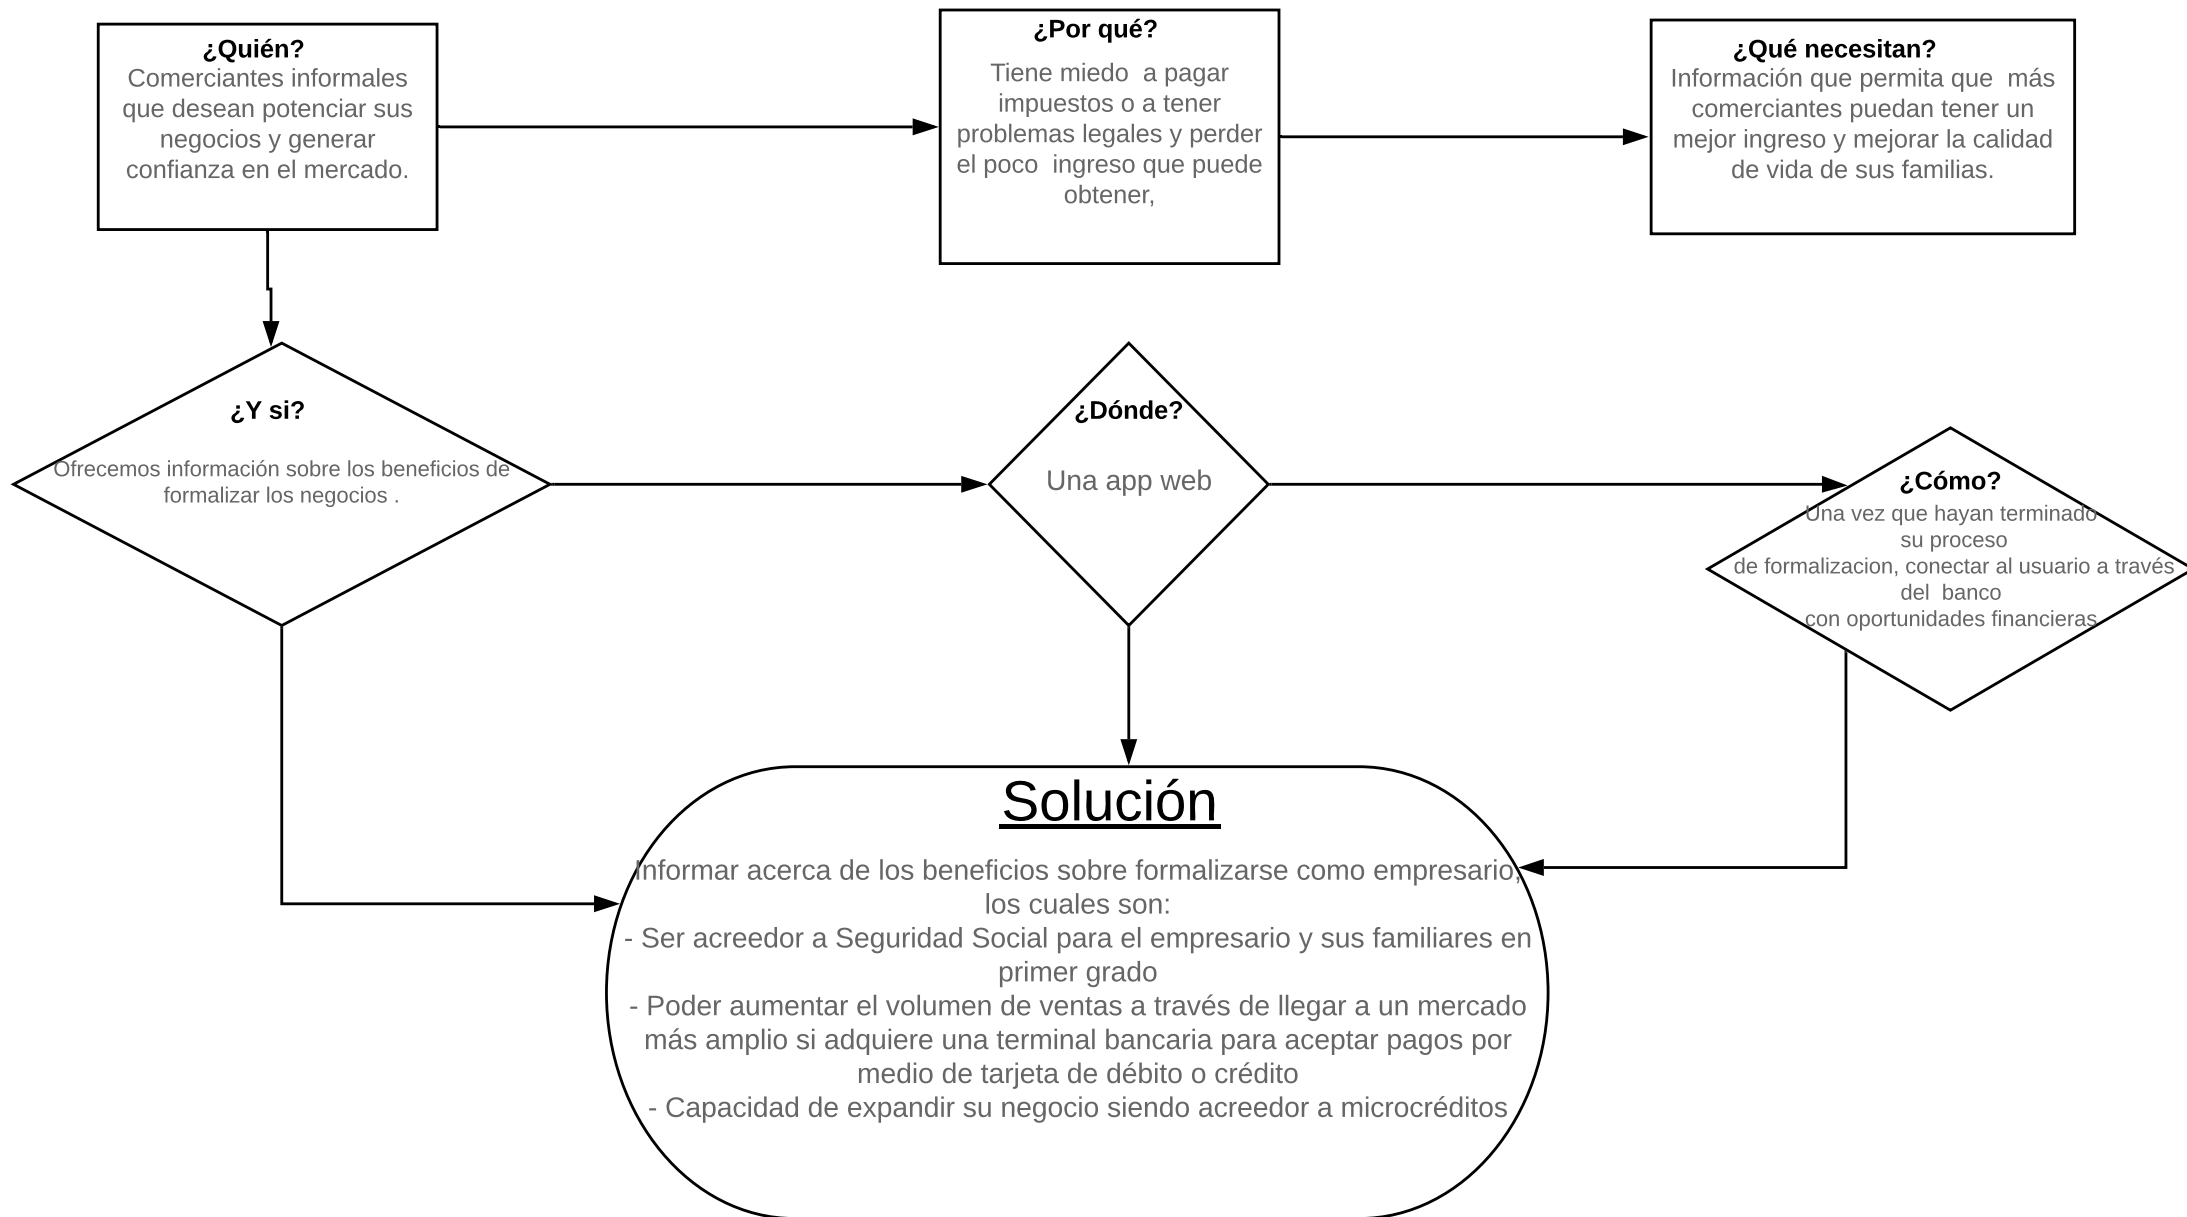 ¿Quién?
Comerciantes informales
que desean potenciar sus
negocios y generar
confianza en el mercado.
¿Por qué?
Tiene miedo  a pagar
impuestos o a tener
problemas legales y perder
el poco  ingreso que puede
obtener,
¿Qué necesitan?
Información que permita que  más
comerciantes puedan tener un
mejor ingreso y mejorar la calidad
de vida de sus familias.
¿Y si?
Ofrecemos información sobre los beneficios de
formalizar los negocios .
¿Dónde?
Una app web
¿Cómo?
Una vez que hayan terminado
su proceso
de formalizacion, conectar al usuario a través
del  banco
con oportunidades financieras
Solución
Informar acerca de los beneficios sobre formalizarse como empresario,
los cuales son:
- Ser acreedor a Seguridad Social para el empresario y sus familiares en
primer grado
- Poder aumentar el volumen de ventas a través de llegar a un mercado
más amplio si adquiere una terminal bancaria para aceptar pagos por
medio de tarjeta de débito o crédito
- Capacidad de expandir su negocio siendo acreedor a microcréditos